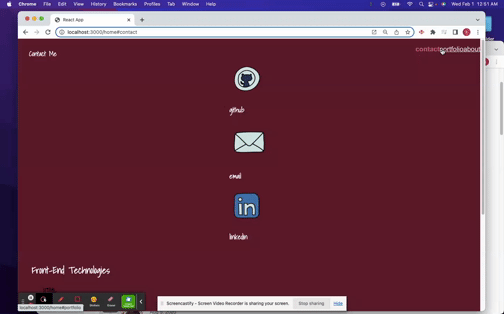 Chrome File Edit View History Bookmarks Profiles Tab Window Help
Wed Feb 1 12:51 AM
React App
localhost:3000/home#contact
Contact Me
contactportfolioabout
github
email
in
linkedin
Front-End Technologies
Screencastify - Screen Video Recorder is sharing your screen. Stop sharing Hide
localhost:3000/home#portfolio